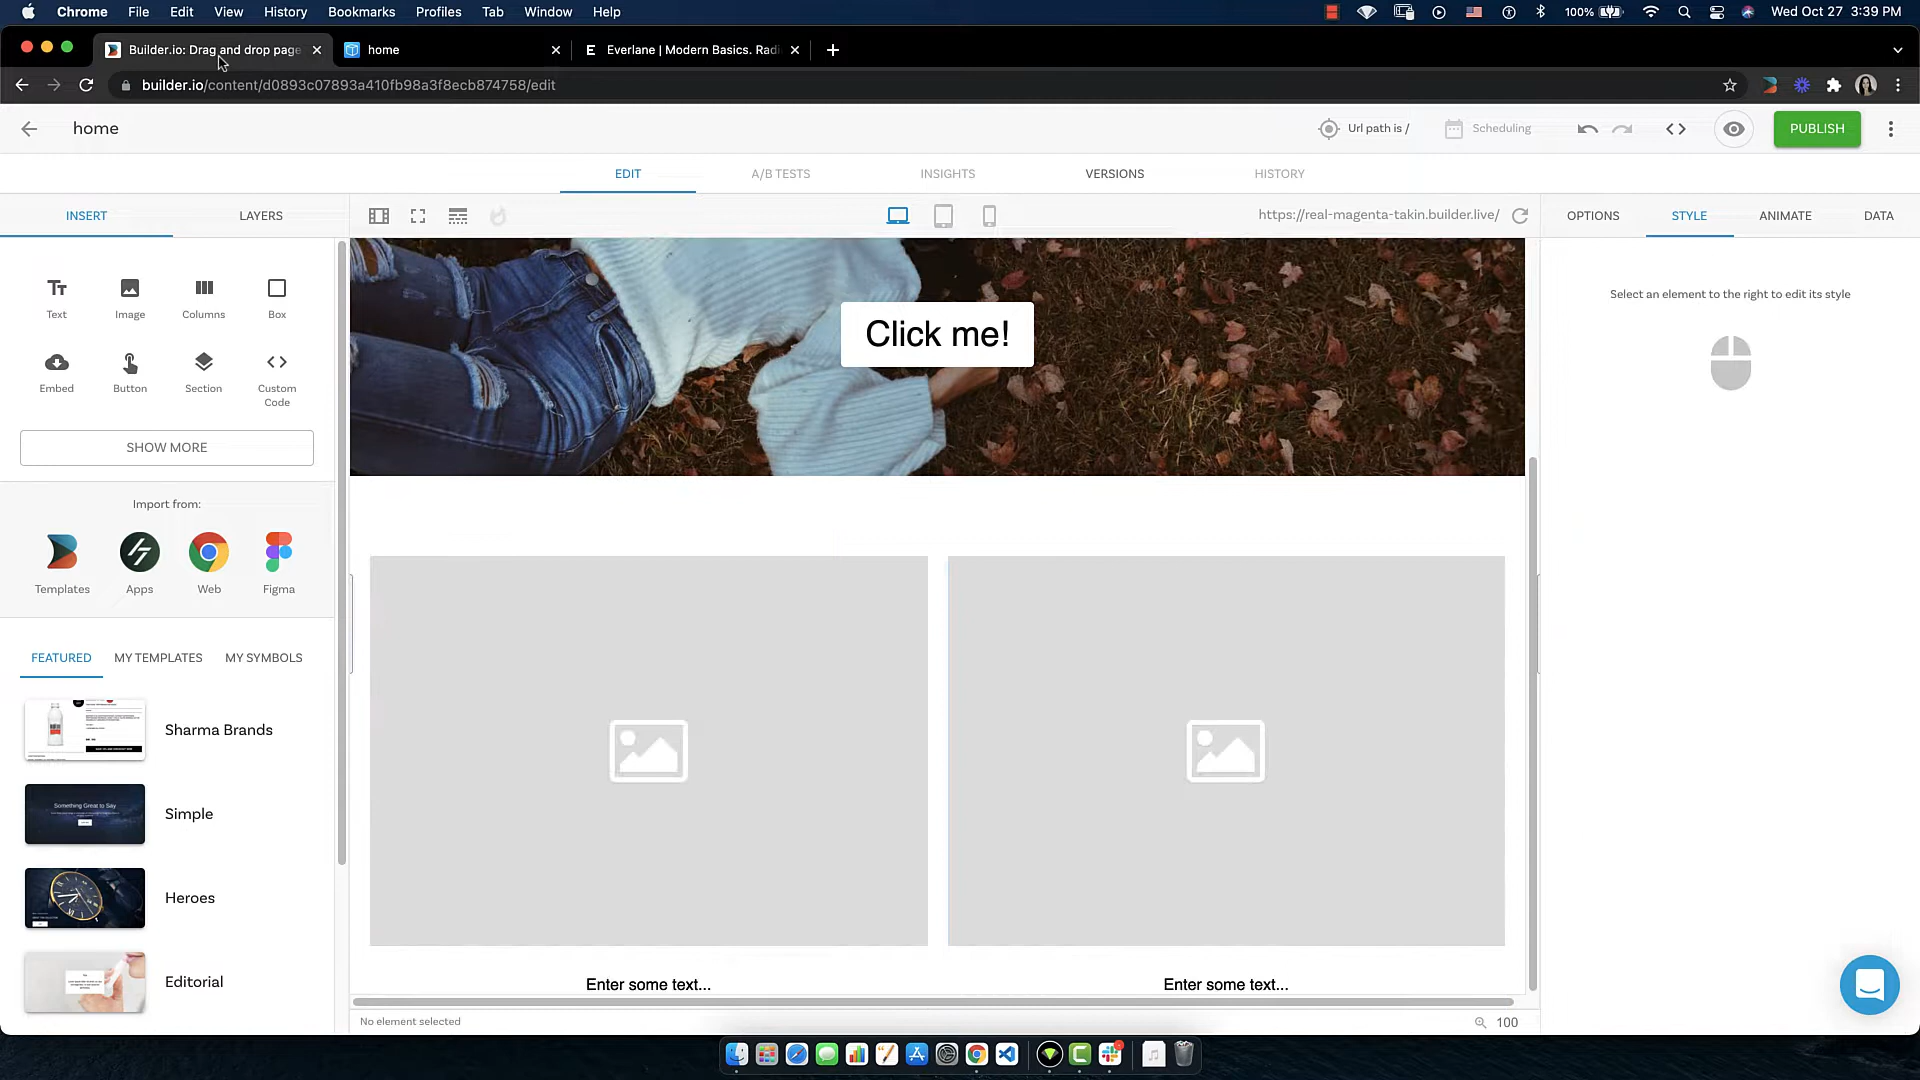 Chrome File Edit View History Bookmarks Profiles Tab Window Help 100% Wed Oct 27 3:39 PM
Builder.io: Drag and drop page home Everlane | Modern Basics. Radi
builder.io/content/d0893c07893a410fb98a3f8ecb874758/edit
home Url path is / Scheduling PUBLISH
EDIT A/B TESTS INSIGHTS VERSIONS HISTORY
INSERT LAYERS https://real-magenta-takin.builder.live/ OPTIONS STYLE ANIMATE DATA
Select an element to the right to edit its style
Text Image Columns Box
Click me!
Embed Button Section Custom
Code
SHOW MORE
Import from:
Templates Apps Web Figma
FEATURED MY TEMPLATES MY SYMBOLS
Sharma Brands
Something Great to Say
Simple
Heroes
Editorial
Enter some text... Enter some text...
No element selected 100